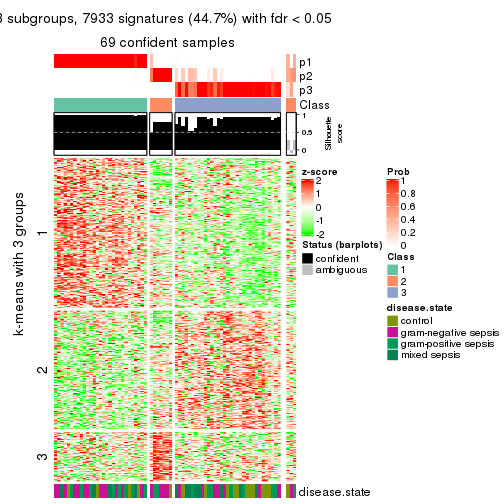 3 subgroups, 7933 signatures (44.7%) with fdr < 0.05
69 confident samples
p1
p2
p3
Class
1
0.5
0
Silhouette
score
k-means with 3 groups
1
2
3
disease.state
z-score
2
1
0
-1
-2
Status (barplots)
confident
ambiguous
Prob
1
0.8
0.6
0.4
0.2
0
Class
1
2
3
disease.state
control
gram-negative sepsis
gram-positive sepsis
mixed sepsis